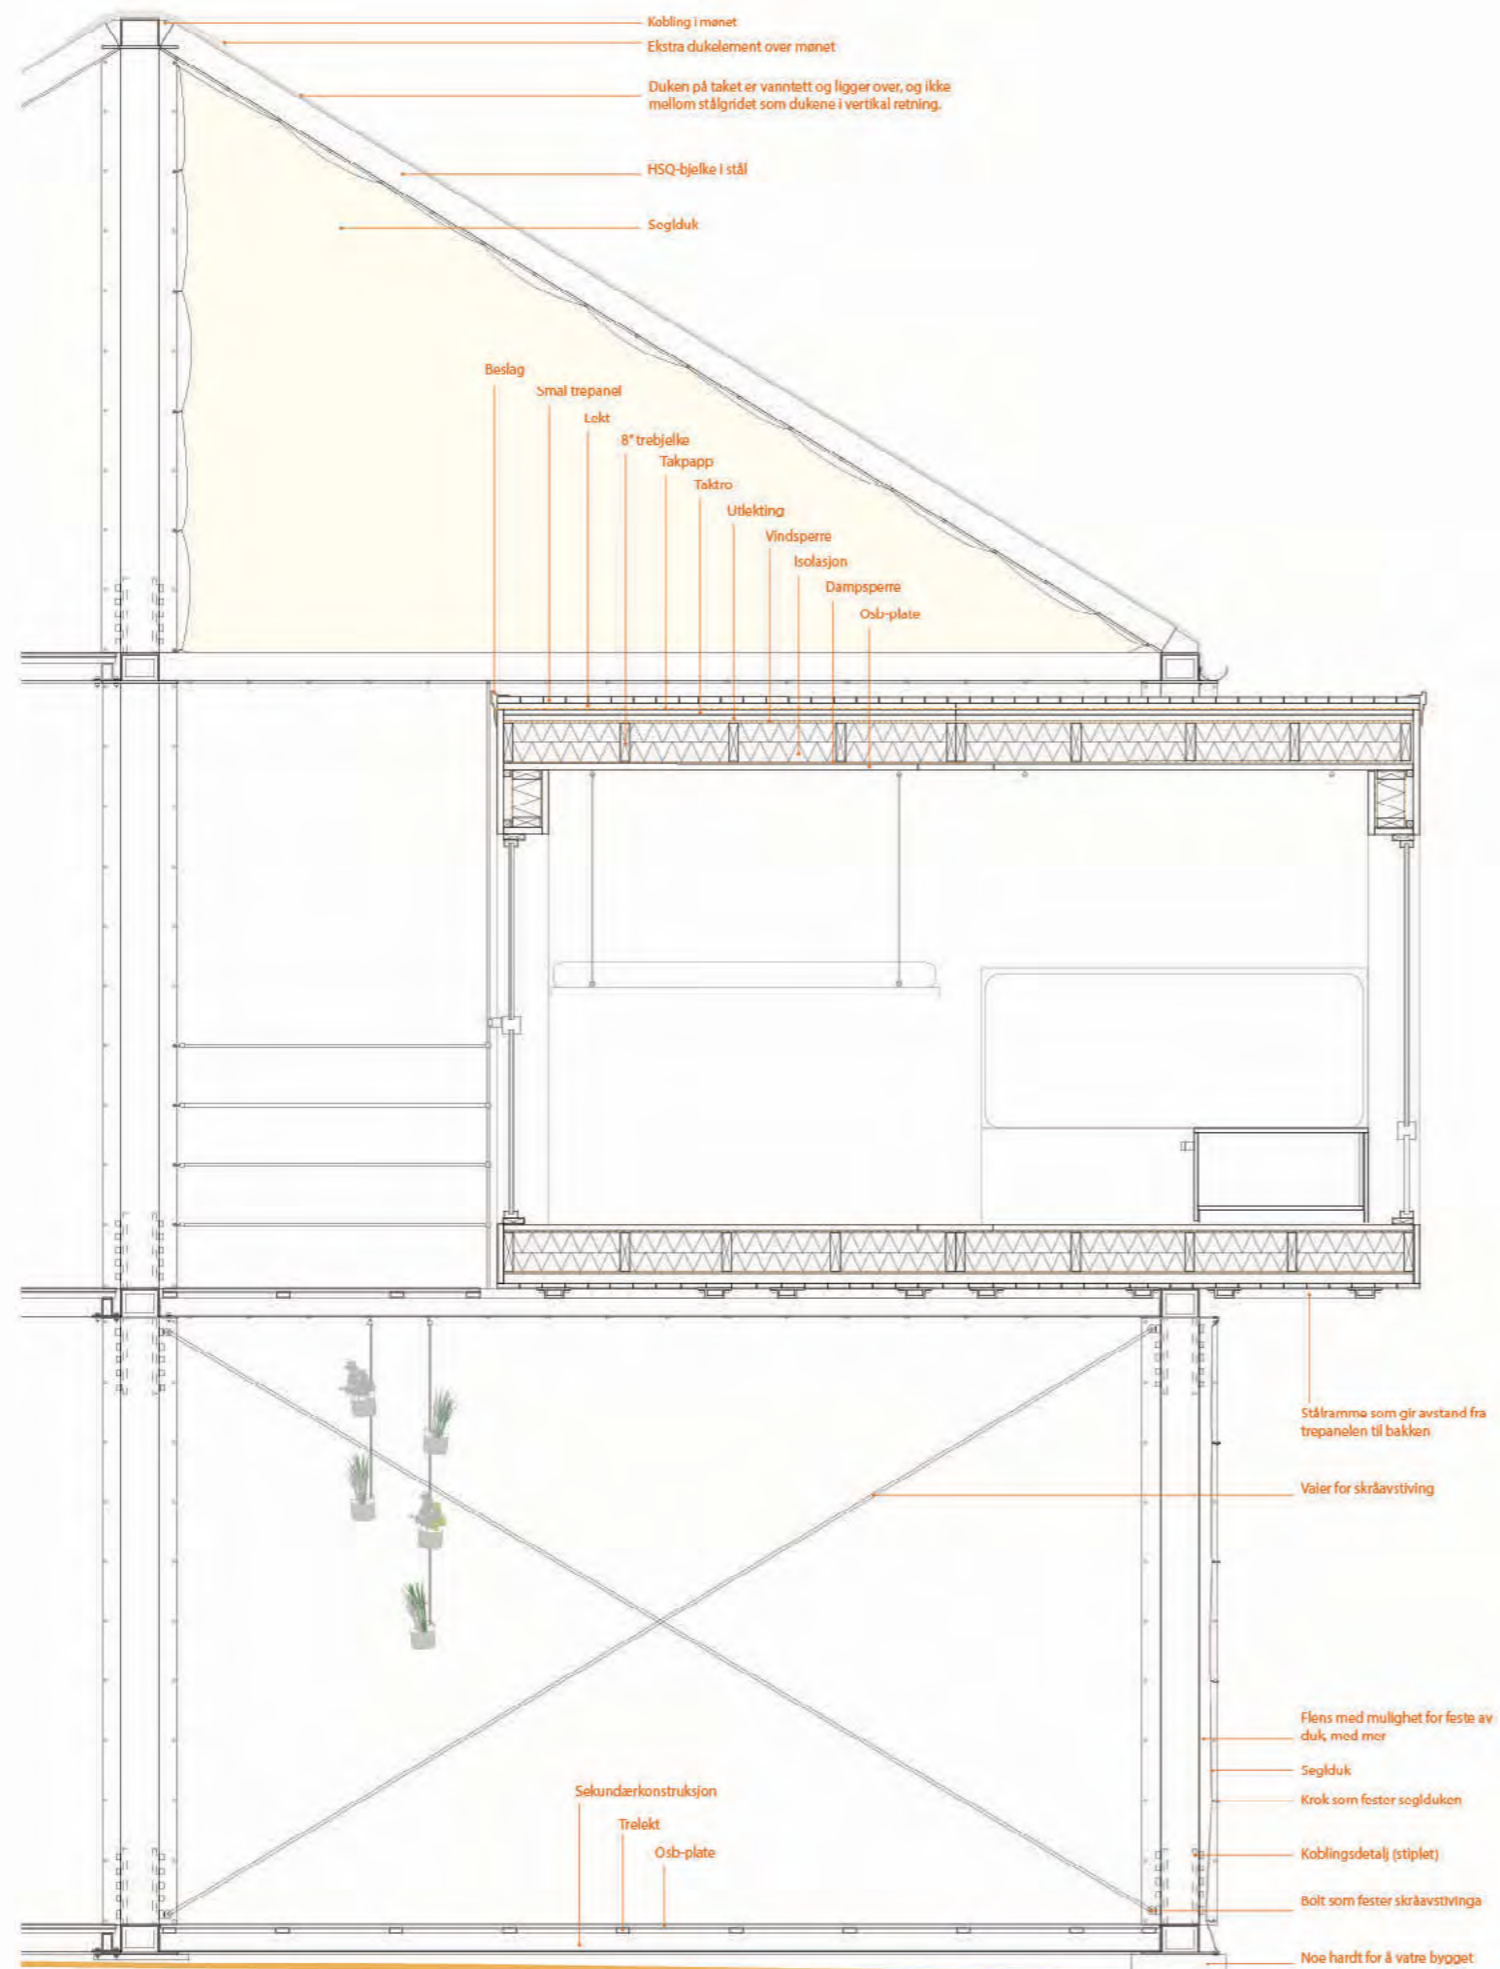 Kobling i mønet
Ekstra dukelement over mønet
Duken på taket er vanntett og ligger over, og ikke
mellom stålgridet som dukene i vertikal retning.
HSQ-bjelke i stål
Seglduk
Beslag
Smal trepanel
Lekt
8" trebjelke
Takpapp
Taktro
Utlekting
Vindsperre
Isolasjon
Dampsperre
Osb-plate
Stålramme som gir avstand fra
trepanelen til bakken
Vaier for skråavstiving
Flens med mulighet for feste av
duk, med mer
Seglduk
Krok som fester seglduken
Sekundærkonstruksjon
Trelekt
Osb-plate
Koblingsdetalj (stiplet)
Bolt som fester skråavstivinga
Noe hardt for å vatre bygget